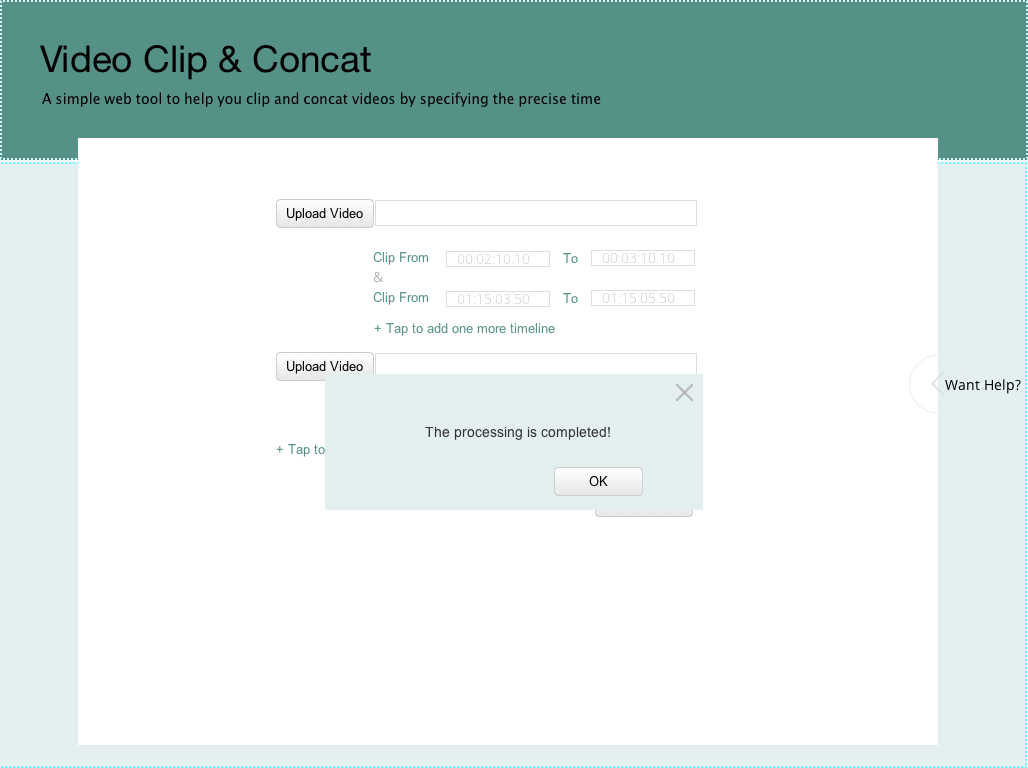 Video Clip & Concat
A simple web tool to help you clip and concat videos by specifying the precise time
Upload Video
Clip From 00:02:10.10 To 00:03:10.10
&
Clip From 01:15:03.50 To 01:15:05.50
+ Tap to add one more timeline
Upload Video
Want Help?
The processing is completed!
+ Tap to
OK